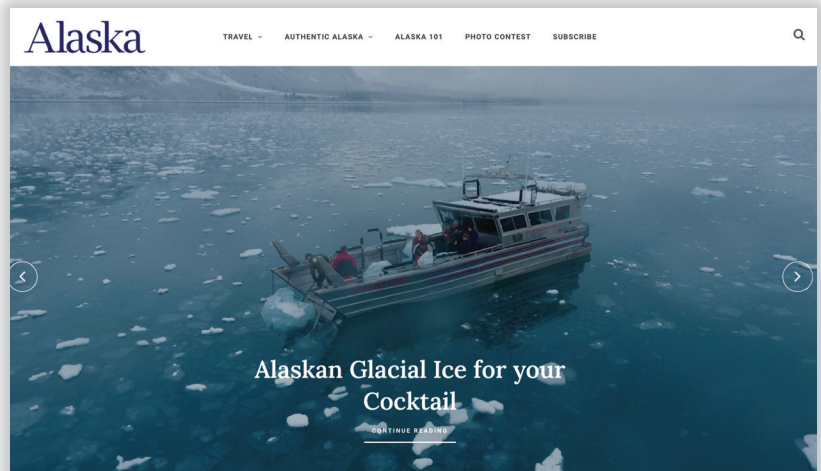 Alaska
TRAVEL
AUTHENTIC ALASKA
ALASKA 101
PHOTO CONTEST
SUBSCRIBE
Alaskan Glacial Ice for your
Cocktail
CONTINUE READING